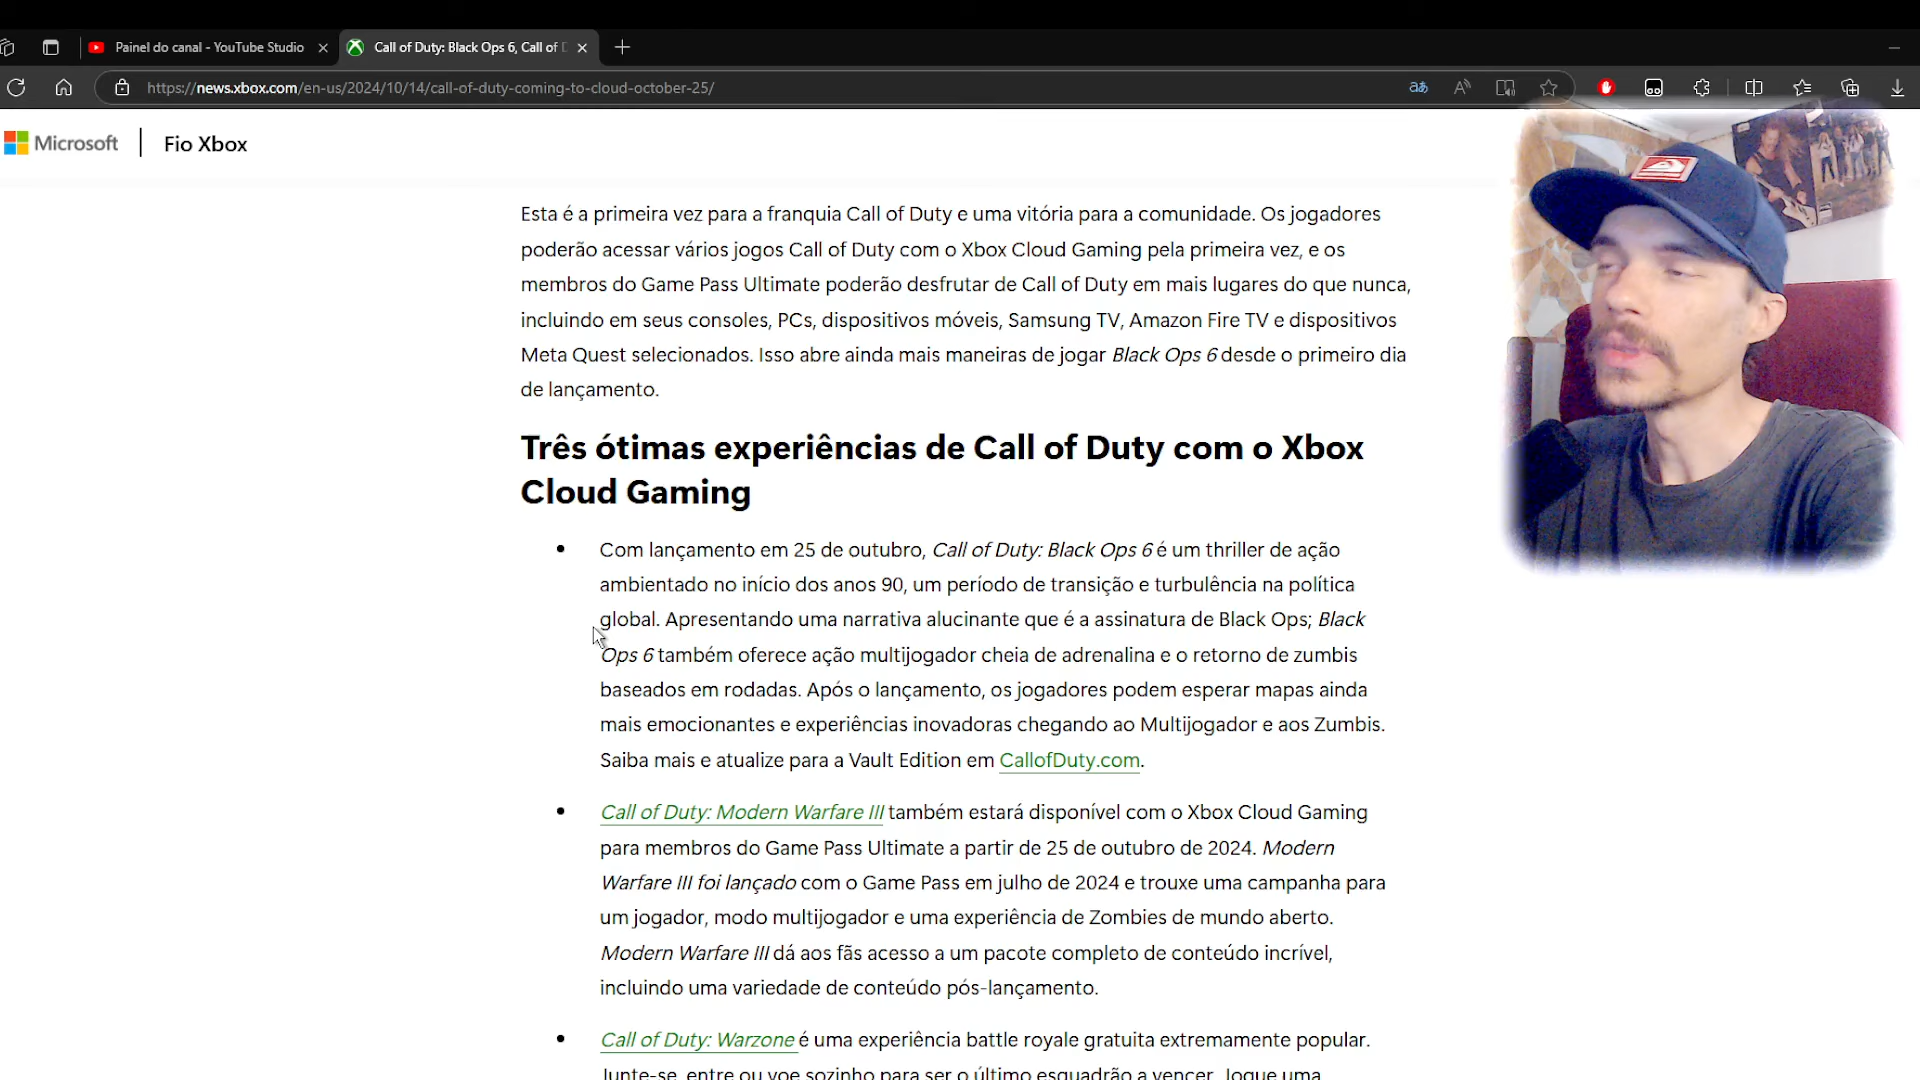 Painel do canal - YouTube Studio
Call of Duty: Black Ops 6, Call of
https://news.xbox.com/en-us/2024/10/14/call-of-duty-coming-to-cloud-october-25/
Microsoft
Fio Xbox
Esta é a primeira vez para a franquia Call of Duty e uma vitória para a comunidade. Os jogadores
poderão acessar vários jogos Call of Duty com o Xbox Cloud Gaming pela primeira vez, e os
membros do Game Pass Ultimate poderão desfrutar de Call of Duty em mais lugares do que nunca,
incluindo em seus consoles, PCs, dispositivos móveis, Samsung TV, Amazon Fire TV e dispositivos
Meta Quest selecionados. Isso abre ainda mais maneiras de jogar Black Ops 6 desde o primeiro dia
de lançamento.
Três ótimas experiências de Call of Duty com o Xbox
Cloud Gaming
• Com lançamento em 25 de outubro, Call of Duty: Black Ops 6 é um thriller de ação
ambientado no início dos anos 90, um período de transição e turbulência na política
global. Apresentando uma narrativa alucinante que é a assinatura de Black Ops; Black
Ops 6 também oferece ação multijogador cheia de adrenalina e o retorno de zumbis
baseados em rodadas. Após o lançamento, os jogadores podem esperar mapas ainda
mais emocionantes e experiências inovadoras chegando ao Multijogador e aos Zumbis.
Saiba mais e atualize para a Vault Edition em CallofDuty.com.
• Call of Duty: Modern Warfare III também estará disponível com o Xbox Cloud Gaming
para membros do Game Pass Ultimate a partir de 25 de outubro de 2024. Modern
Warfare III foi lançado com o Game Pass em julho de 2024 e trouxe uma campanha para
um jogador, modo multijogador e uma experiência de Zombies de mundo aberto.
Modern Warfare III dá aos fãs acesso a um pacote completo de conteúdo incrível,
incluindo uma variedade de conteúdo pós-lançamento.
• Call of Duty: Warzone é uma experiência battle royale gratuita extremamente popular.
Junte-se, entre ou voe sozinho para ser o último esquadrão a vencer. Jogue uma